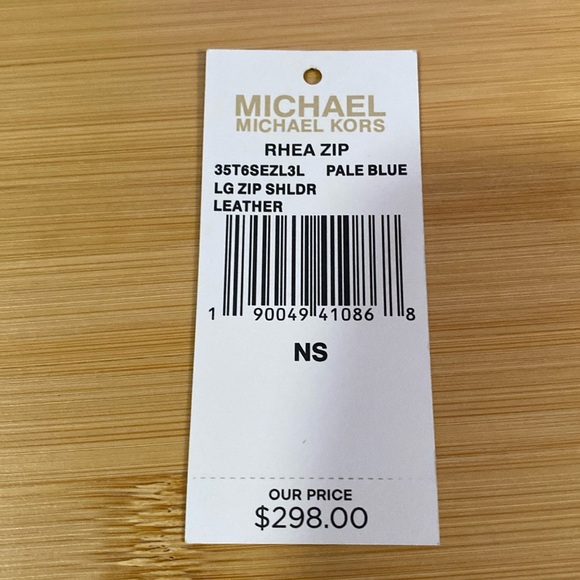 MICHAEL
MICHAEL KORS
RHEA ZIP
35T6SEZL3L PALE BLUE
LG ZIP SHLDR
LEATHER
1 90049 41086 8
NS
OUR PRICE
$298.00